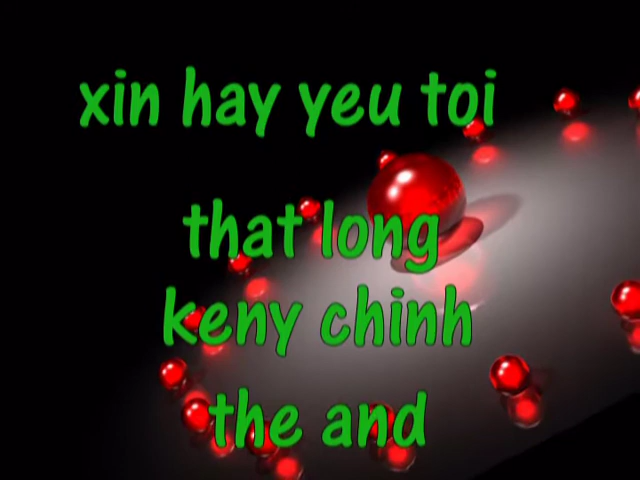 xin hay yeu toi
that long
keny chinh
the and